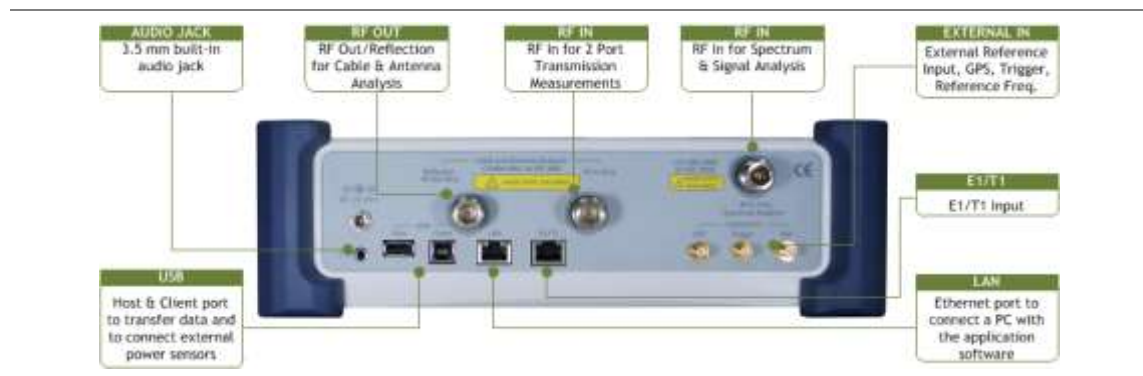 AUDIO JACK
3.5 mm built-in
audio jack
RF OUT
RF Out/Reflection
for Cable & Antenna
Analysis
RF IN
RF In for 2 Port
Transmission
Measurements
RF IN
RF In for Spectrum
& Signal Analysis
EXTERNAL IN
External Reference
Input, GPS, Trigger,
Reference Freq.
CE
E1/T1
E1/T1 Input
USB
Host & Client port
to transfer data and
to connect external
power sensors
LAN
Ethernet port to
connect a PC with
the application
software